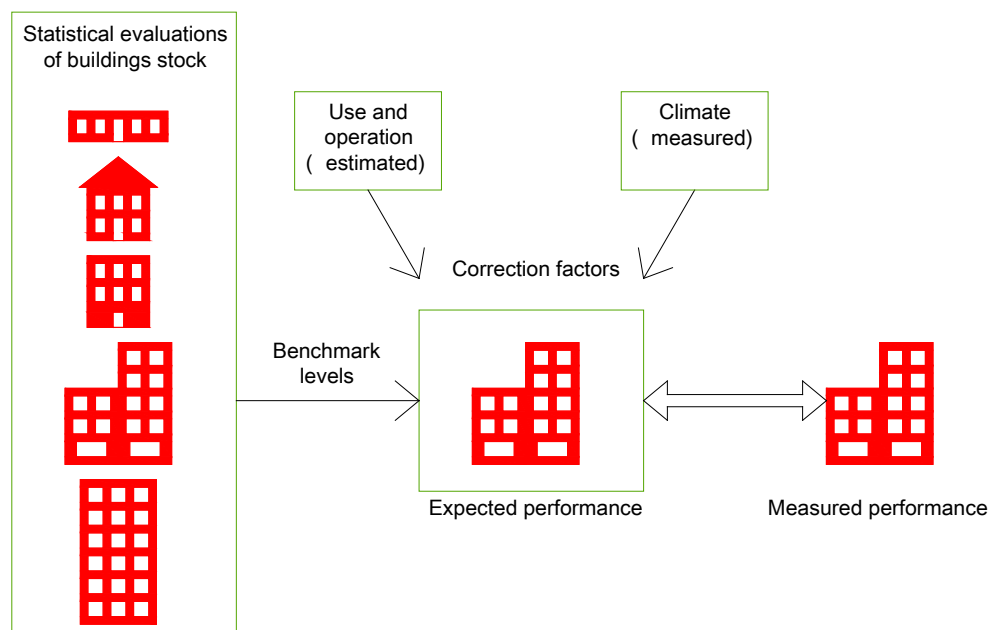 Statistical evaluations
of buildings stock
Use and
operation
( estimated)
Climate
( measured)
Correction factors
Benchmark
levels
Expected performance
Measured performance